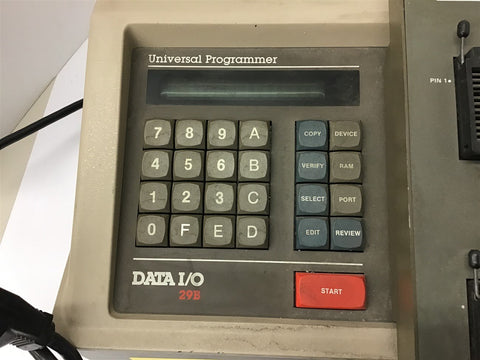 Universal Programmer
PIN 1
7 8 9 A COPY DEVICE
4 5 6 B VERIFY RAM
1 2 3 C SELECT PORT
0 F E D EDIT REVIEW
DATA I/O
29B
START